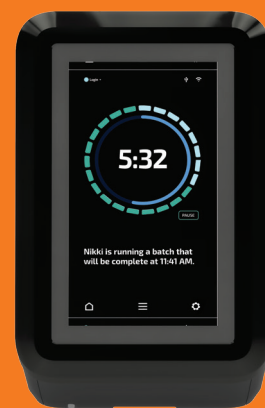 Login
5:32
PAUSE
Nikki is running a batch that
will be complete at 11:41 AM.